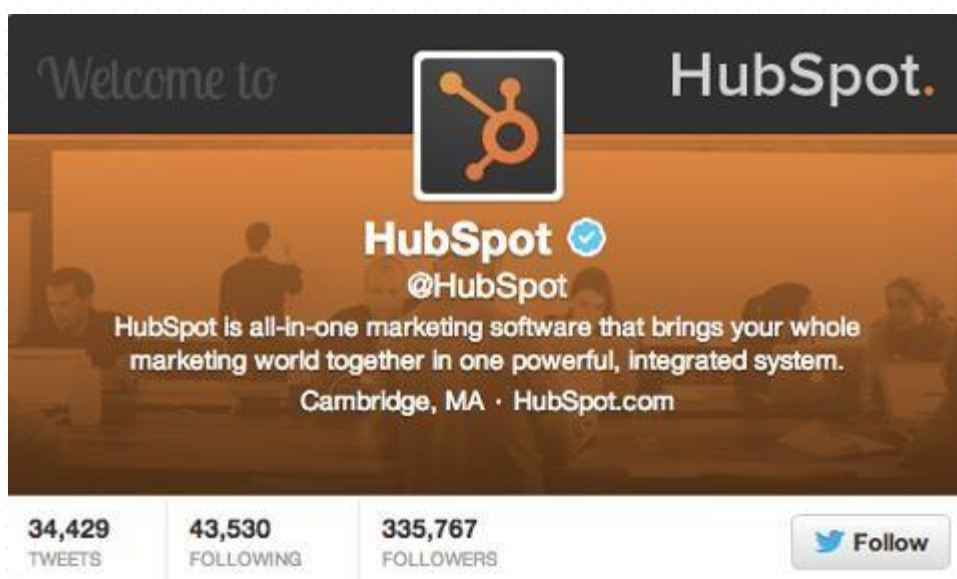 Welcome to
HubSpot.
HubSpot
@HubSpot
HubSpot is all-in-one marketing software that brings your whole
marketing world together in one powerful, integrated system.
Cambridge, MA · HubSpot.com
34,429 43,530 335,767
TWEETS FOLLOWING FOLLOWERS
Follow